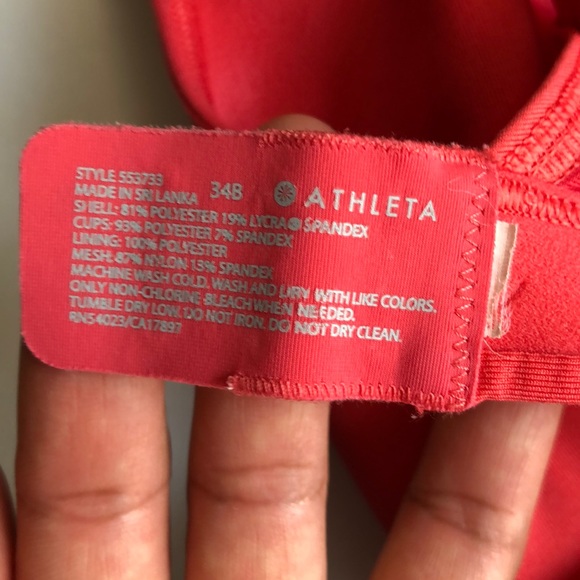 STYLE 553733
MADE IN SRI LANKA 34B ATHLETA
SHELL: 81% POLYESTER 19% LYCRA® SPANDEX
CUPS: 93% POLYESTER 7% SPANDEX
LINING: 100% POLYESTER
MESH: 87% NYLON 13% SPANDEX
MACHINE WASH COLD. WASH AND DRY WITH LIKE COLORS.
ONLY NON-CHLORINE BLEACH WHEN NEEDED.
TUMBLE DRY LOW. DO NOT IRON. DO NOT DRY CLEAN.
RN54023/CA17897